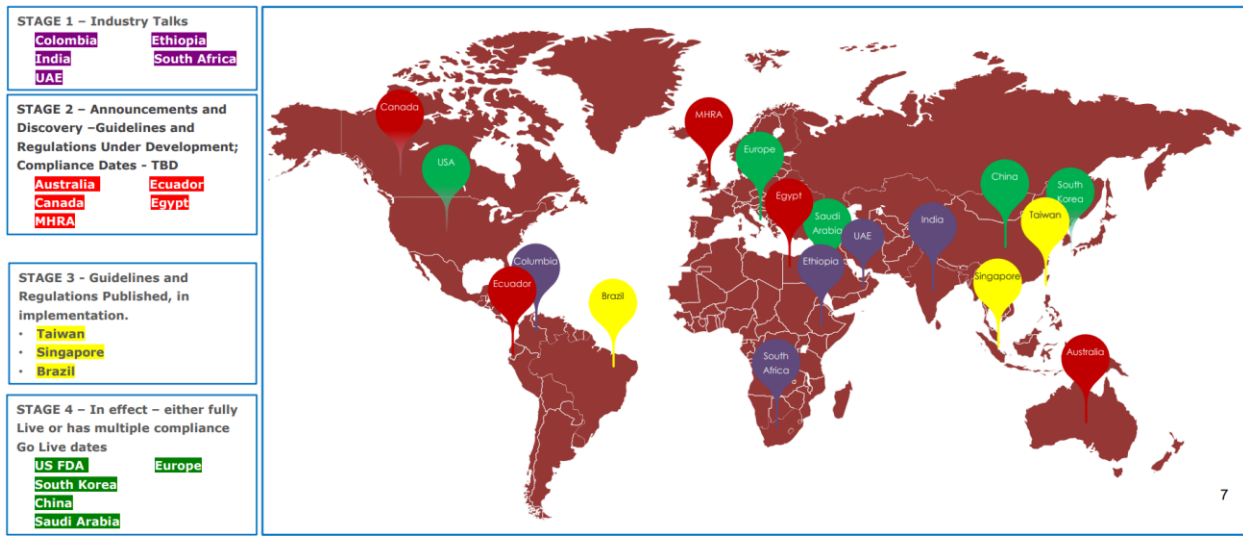 STAGE 1 – Industry Talks
Colombia Ethiopia
India South Africa
UAE
STAGE 2 – Announcements and
Discovery –Guidelines and
Regulations Under Development;
Compliance Dates - TBD
Australia Ecuador
Canada Egypt
MHRA
STAGE 3 - Guidelines and
Regulations Published, in
implementation.
• Taiwan
• Singapore
• Brazil
STAGE 4 – In effect – either fully
Live or has multiple compliance
Go Live dates
US FDA Europe
South Korea
China
Saudi Arabia
Canada
MHRA
USA
Europe
China
South
Korea
Egypt
Saudi
Arabia
India
Taiwan
UAE
Columbia
Ethiopia
Ecuador
Brazil
Singapore
South
Africa
Australia
7